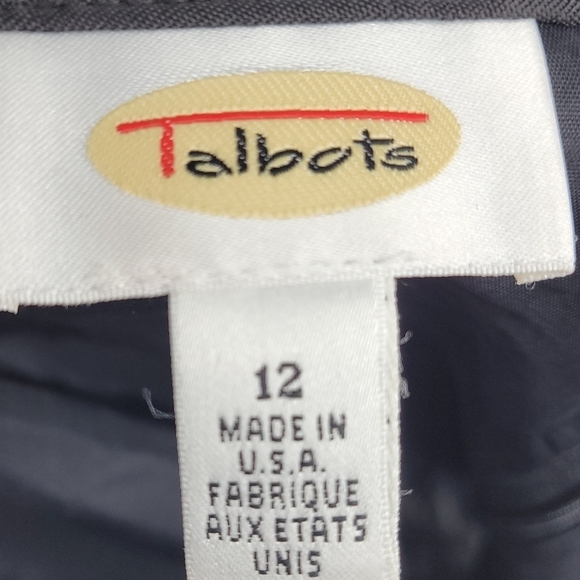 Talbots
12
MADE IN
U.S.A.
FABRIQUE
AUX ETATS
UNIS